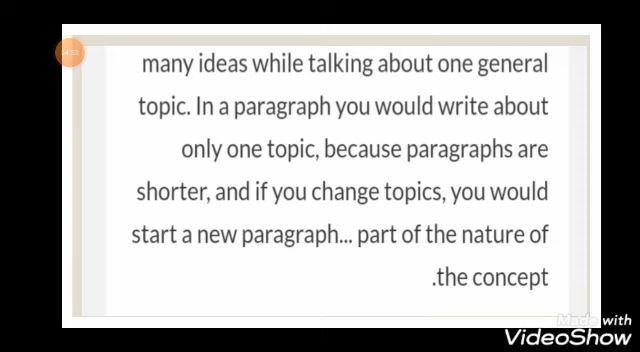 04:53
many ideas while talking about one general
topic. In a paragraph you would write about
only one topic, because paragraphs are
shorter, and if you change topics, you would
start a new paragraph... part of the nature of
.the concept
Made with
VideoShow